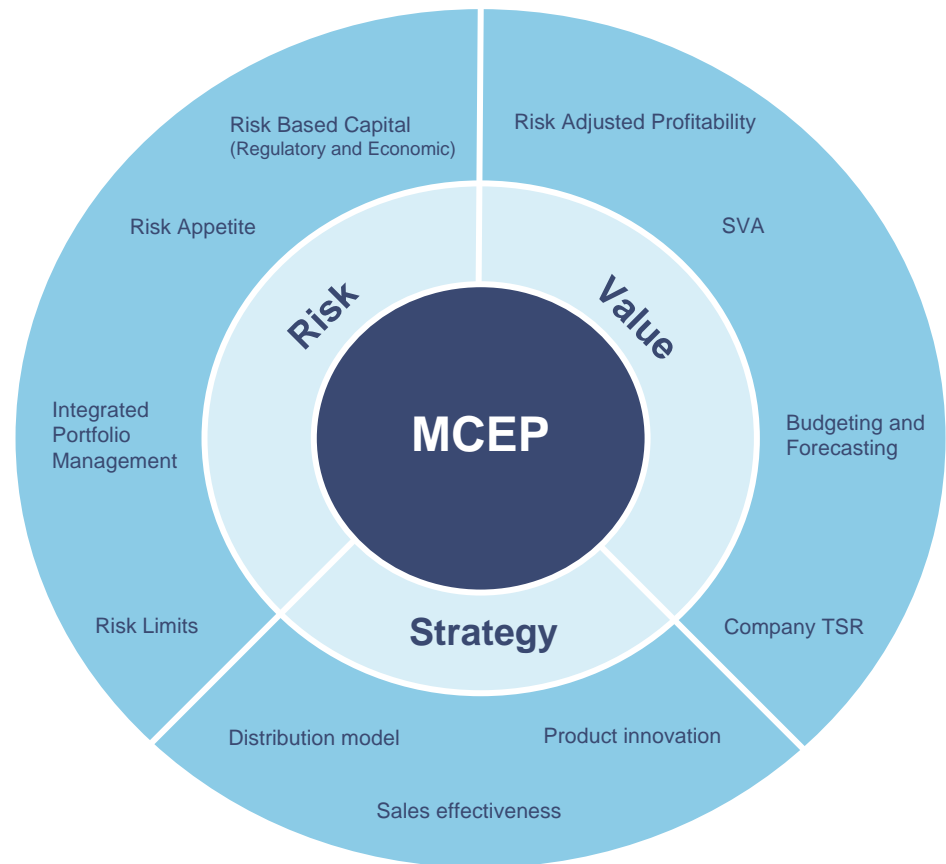 Risk Based Capital
(Regulatory and Economic)
Risk Adjusted Profitability
Risk Appetite
SVA
Risk
Value
Integrated
Portfolio
Management
MCEP
Budgeting and
Forecasting
Risk Limits
Strategy
Company TSR
Distribution model
Product innovation
Sales effectiveness